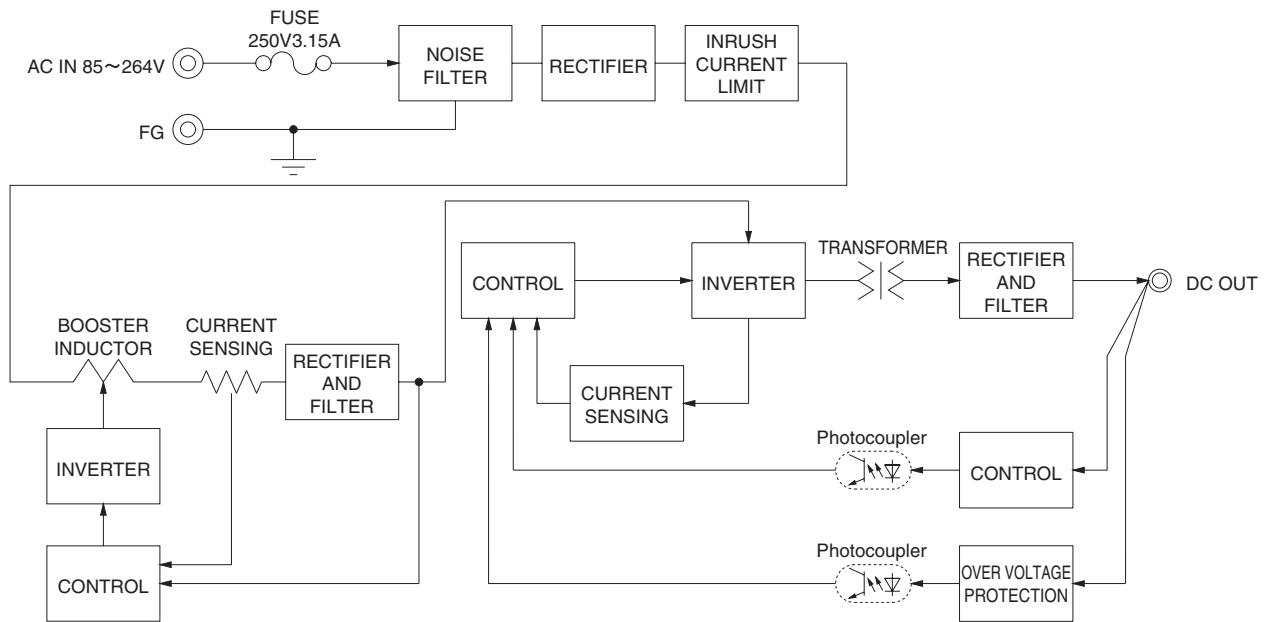 FUSE
250V3.15A
AC IN 85～264V
NOISE
FILTER
RECTIFIER
INRUSH
CURRENT
LIMIT
FG
CONTROL
INVERTER
TRANSFORMER
RECTIFIER
AND
FILTER
DC OUT
BOOSTER
INDUCTOR
CURRENT
SENSING
RECTIFIER
AND
FILTER
CURRENT
SENSING
INVERTER
Photocoupler
CONTROL
CONTROL
Photocoupler
OVER VOLTAGE
PROTECTION